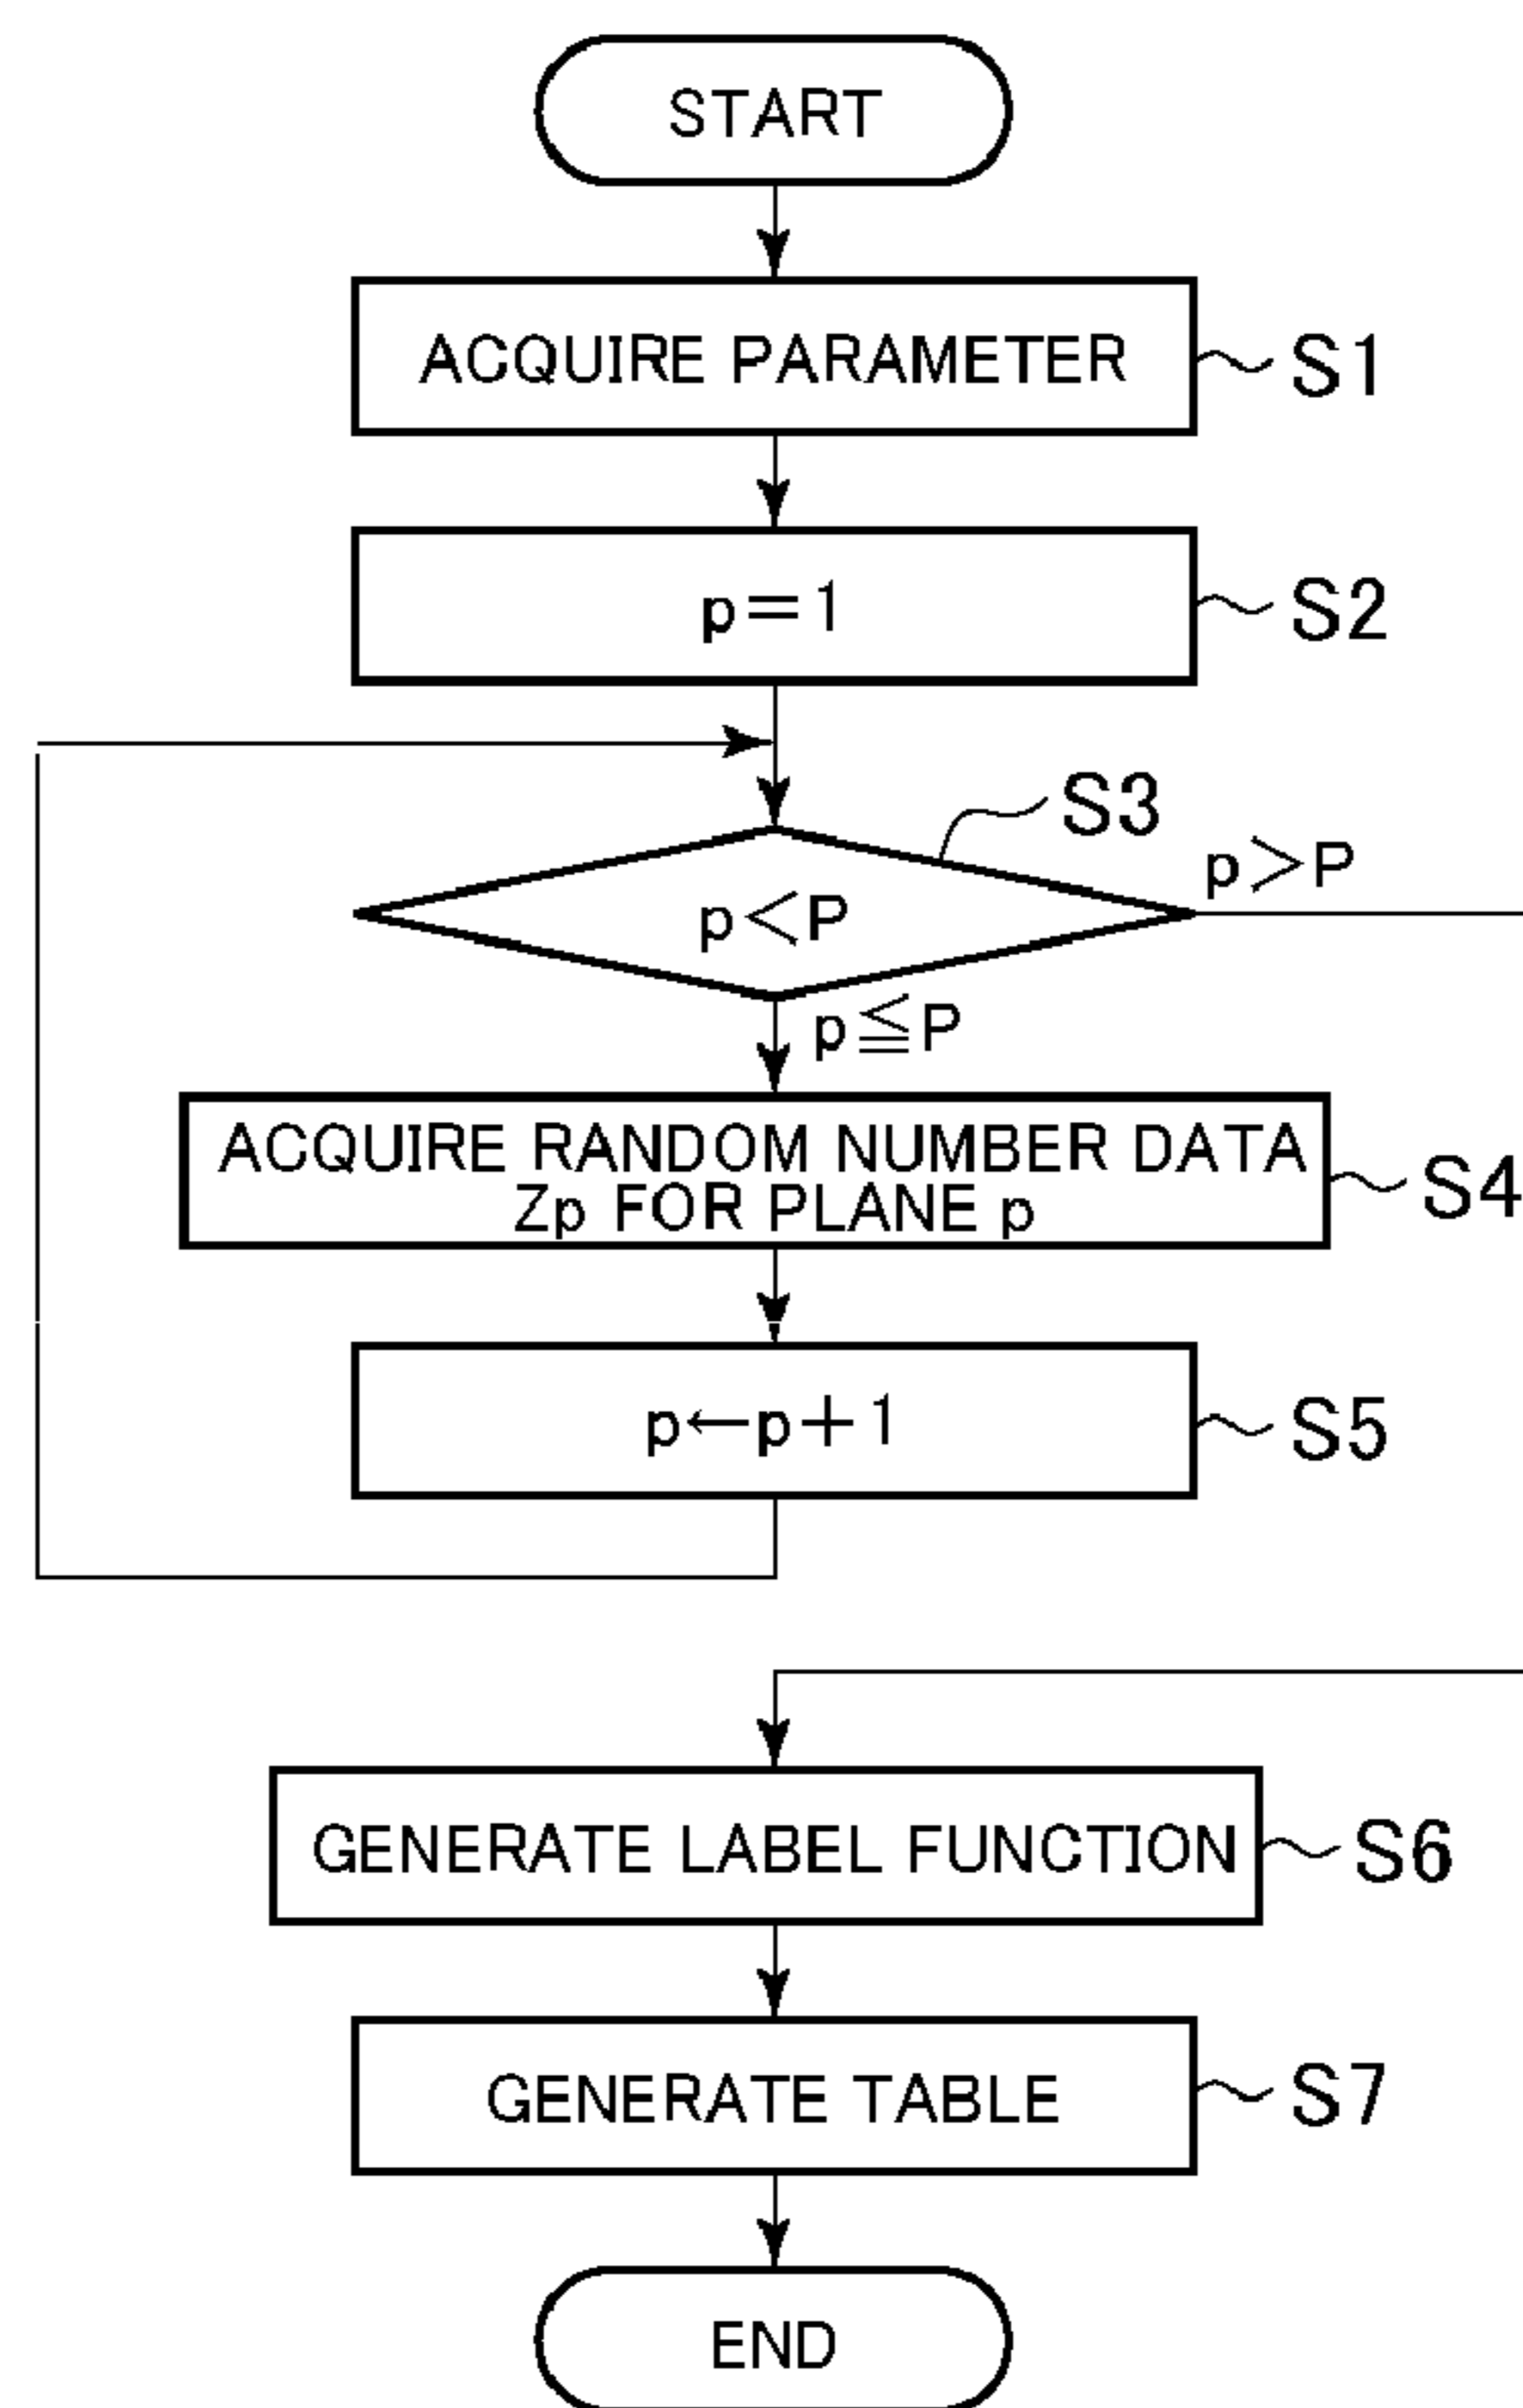 START
ACQUIRE PARAMETER
S1
p=1
S2
S3
p>P
p<P
p≦P
ACQUIRE RANDOM NUMBER DATA
Zp FOR PLANE p
S4
p←p+1
S5
GENERATE LABEL FUNCTION
S6
GENERATE TABLE
S7
END